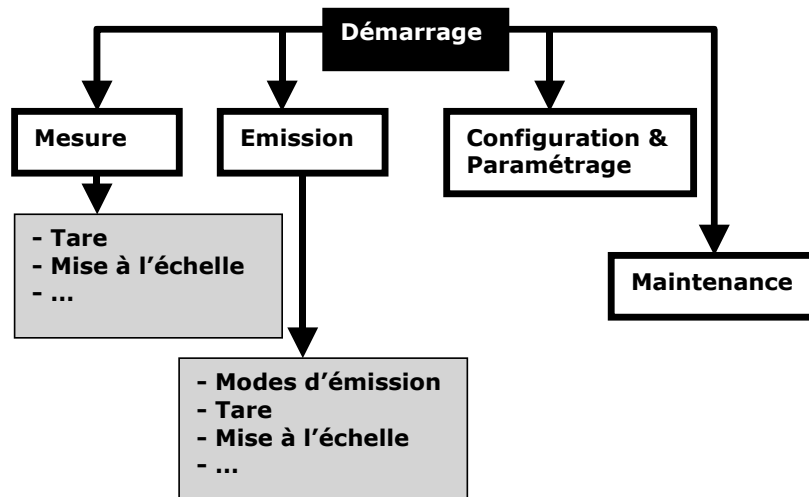 Démarrage
Mesure
Emission
Configuration &
Paramétrage
- Tare
- Mise à l’échelle
- ...
Maintenance
- Modes d’émission
- Tare
- Mise à l’échelle
- ...